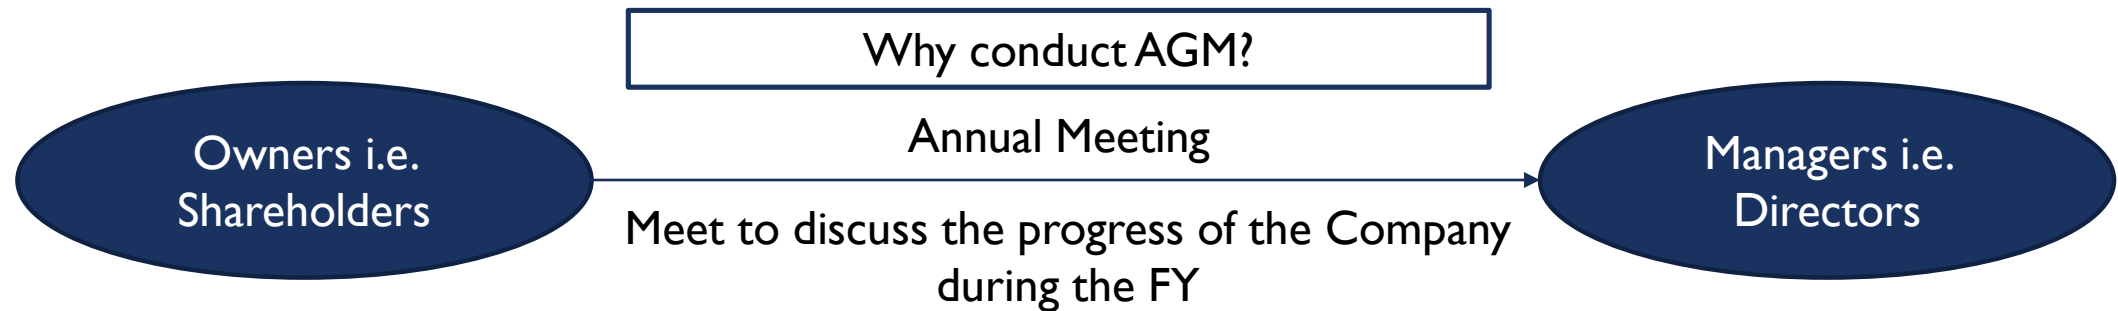 Why conduct AGM?
Owners i.e.
Shareholders
Annual Meeting
Meet to discuss the progress of the Company
during the FY
Managers i.e.
Directors